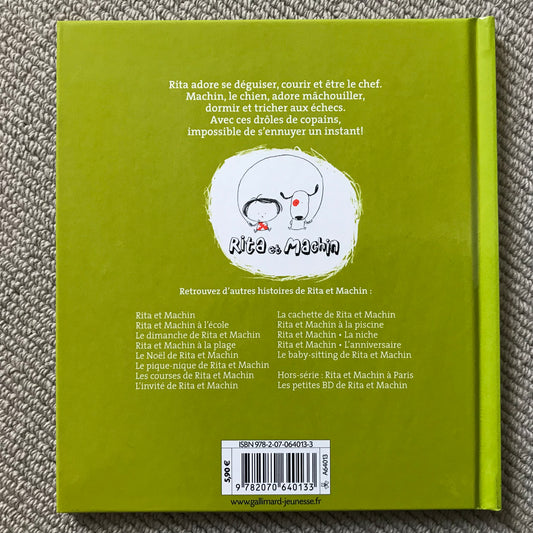 Rita adore se déguiser, courir et être le chef.
Machin, le chien, adore mâchouiller,
dormir et tricher aux échecs.
Avec ces drôles de copains,
impossible de s'ennuyer un instant!
Rita et Machin
Retrouvez d'autres histoires de Rita et Machin :
Rita et Machin
Rita et Machin à l'école
Le dimanche de Rita et Machin
Rita et Machin à la plage
Le Noël de Rita et Machin
Le pique-nique de Rita et Machin
Les courses de Rita et Machin
L'invité de Rita et Machin
La cachette de Rita et Machin
Rita et Machin à la piscine
Rita et Machin • La niche
Rita et Machin • L'anniversaire
Le baby-sitting de Rita et Machin
Hors-série : Rita et Machin à Paris
Les petites BD de Rita et Machin
ISBN 978-2-07-064013-3
5,90 €
A64013
9 782070 640133
www.gallimard-jeunesse.fr